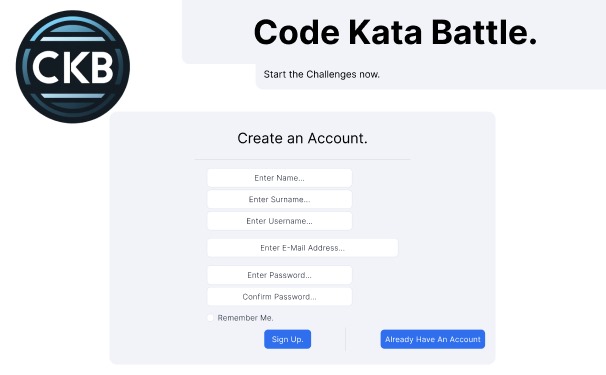 CKB
Code Kata Battle.
Start the Challenges now.
Create an Account.
Enter Name...
Enter Surname...
Enter Username...
Enter E-Mail Address...
Enter Password...
Confirm Password...
Remember Me.
Sign Up.
Already Have An Account